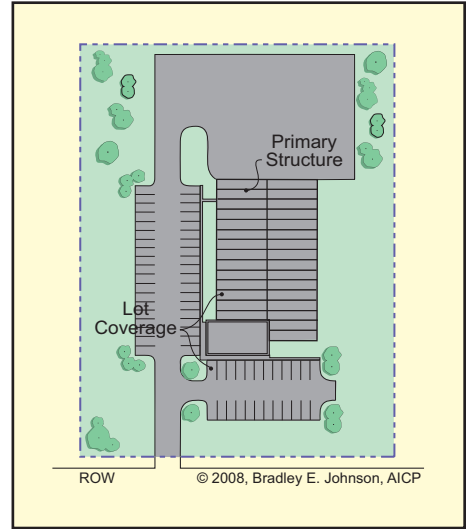 Primary
Structure
Lot
Coverage
ROW
© 2008, Bradley E. Johnson, AICP